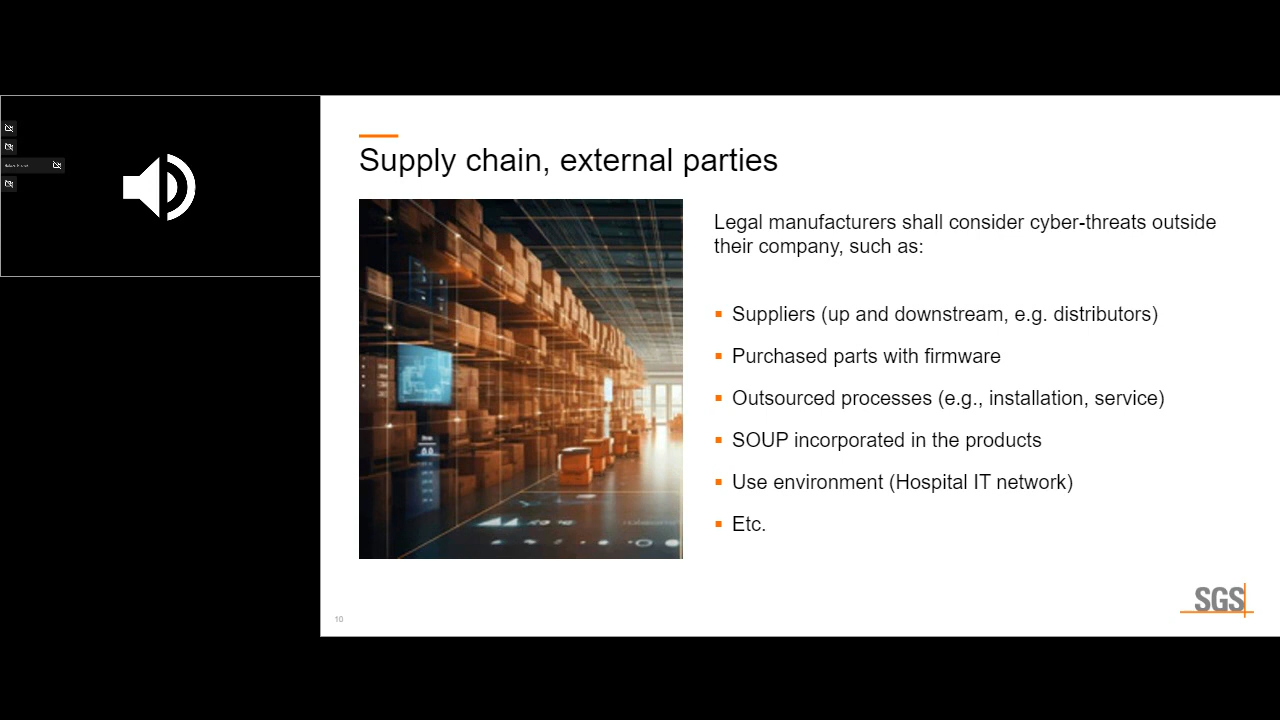 Supply chain, external parties
Legal manufacturers shall consider cyber-threats outside
their company, such as:
▪ Suppliers (up and downstream, e.g. distributors)
▪ Purchased parts with firmware
▪ Outsourced processes (e.g., installation, service)
▪ SOUP incorporated in the products
▪ Use environment (Hospital IT network)
▪ Etc.
SGS
10